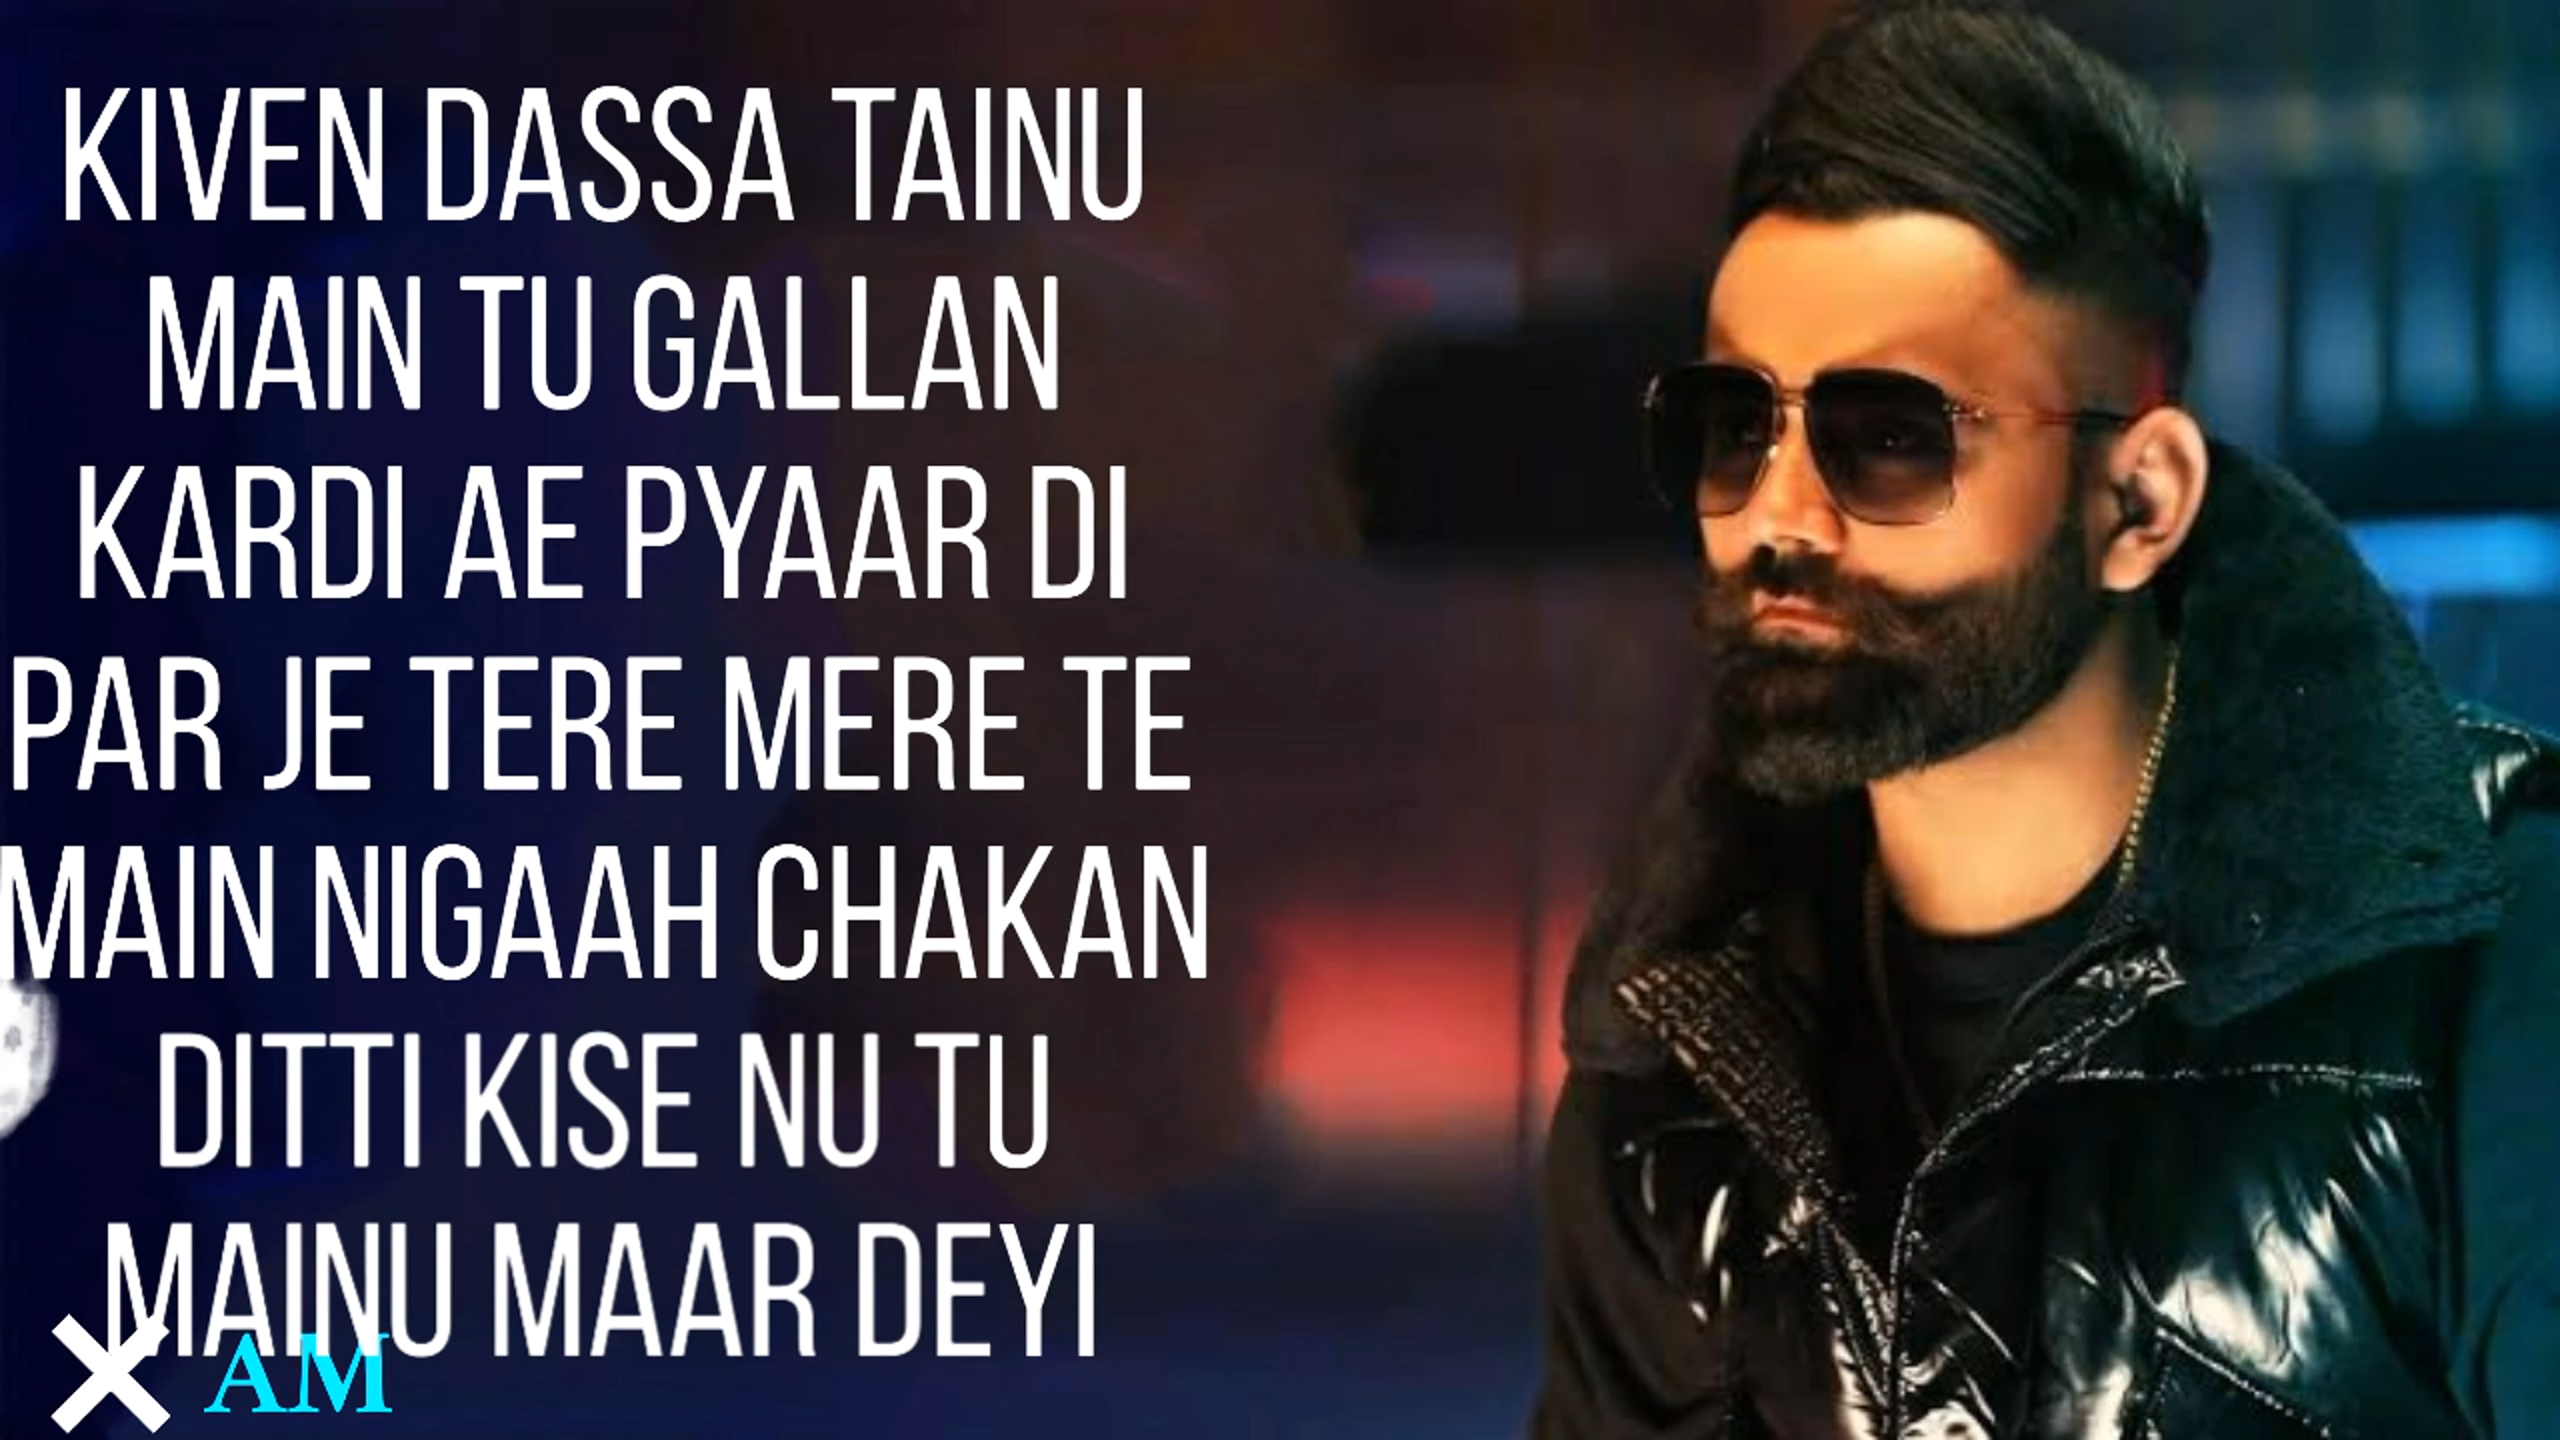 KIVEN DASSA TAINU
MAIN TU GALLAN
KARDI AE PYAAR DI
PAR JE TERE MERE TE
MAIN NIGAAH CHAKAN
DITTI KISE NU TU
MAINU MAAR DEYI
AM